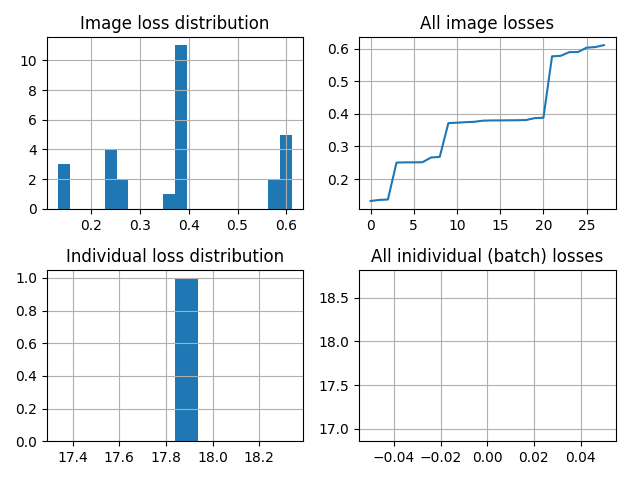 Image loss distribution
10
8
6
4
2
0
0.2 0.3 0.4 0.5 0.6
All image losses
0.6
0.5
0.4
0.3
0.2
0 5 10 15 20 25
Individual loss distribution
1.0
0.8
0.6
0.4
0.2
0.0
17.4 17.6 17.8 18.0 18.2
All inidividual (batch) losses
18.5
18.0
17.5
17.0
−0.04 −0.02 0.00 0.02 0.04